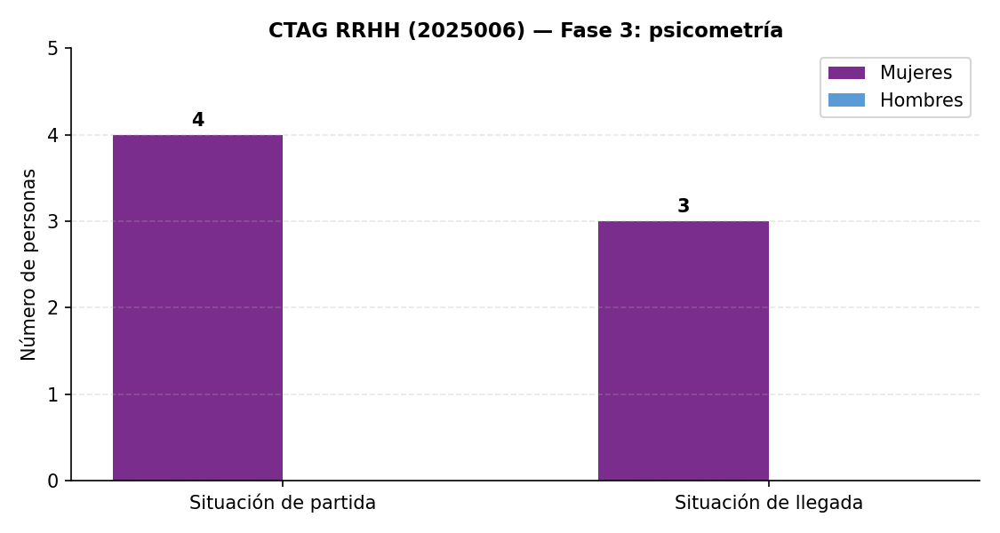 CTAG RRHH (2025006) — Fase 3: psicometría
Mujeres
Hombres
Número de personas
5
4
3
2
1
0
4
3
Situación de partida
Situación de llegada